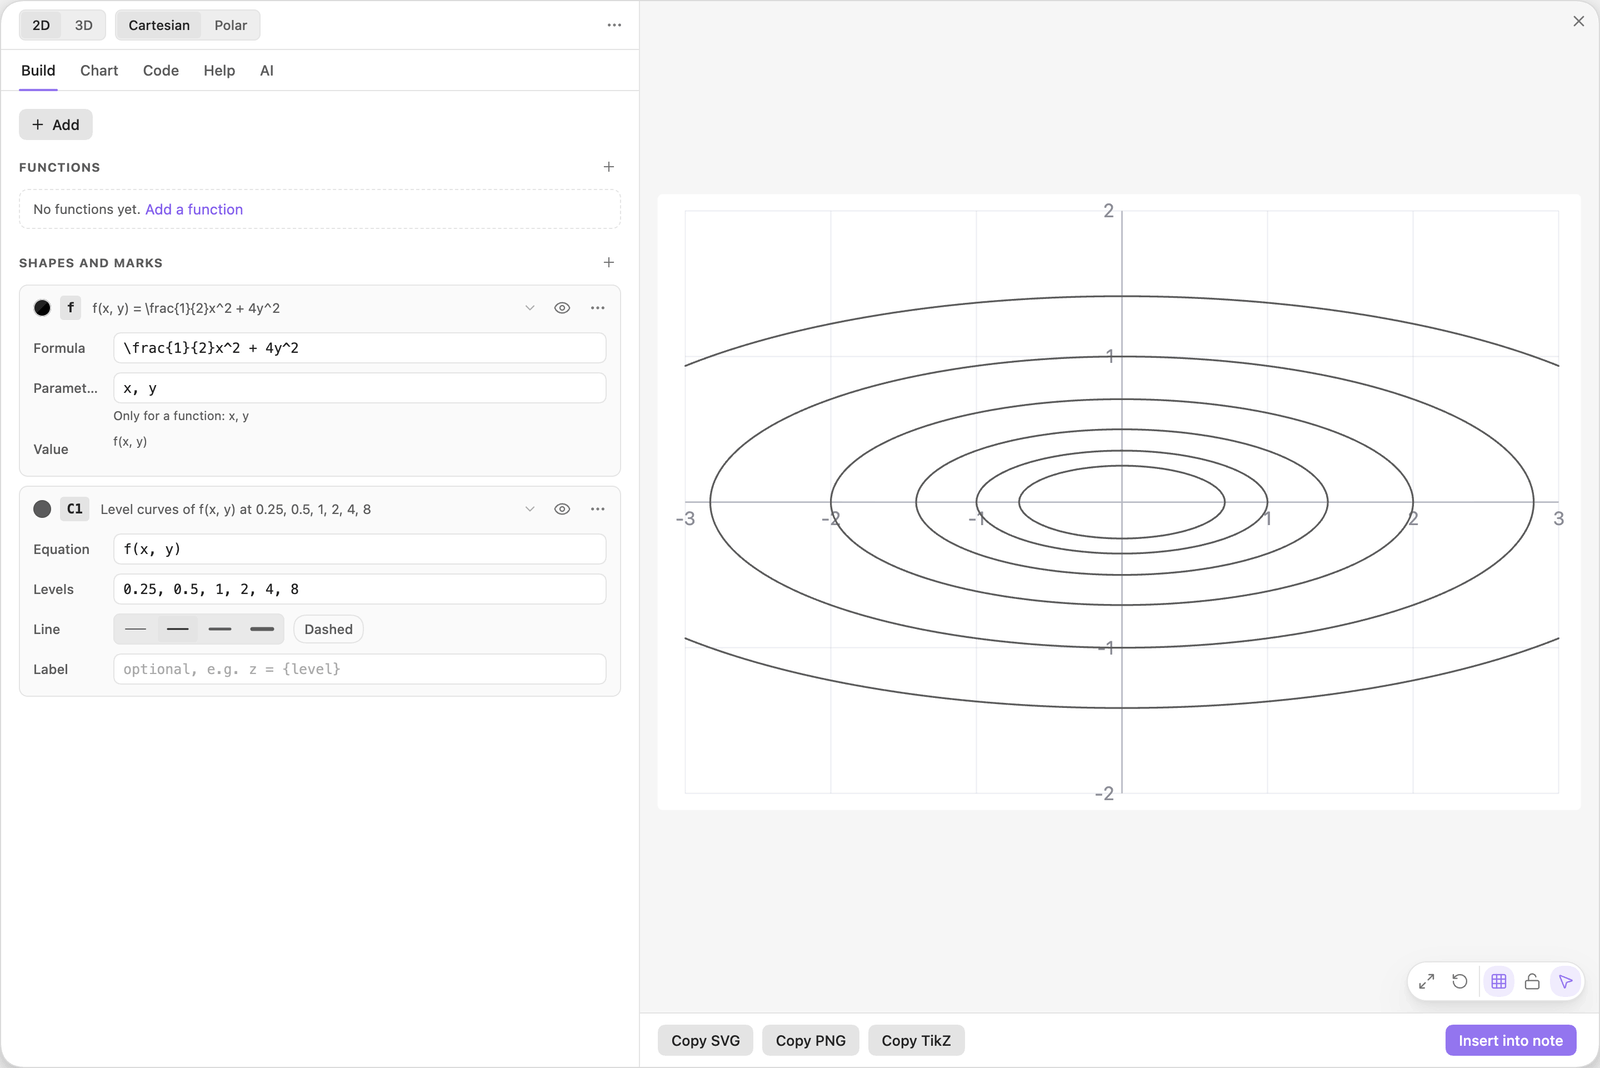 2D 3D Cartesian Polar
Build Chart Code Help AI
+ Add
FUNCTIONS
No functions yet. Add a function
SHAPES AND MARKS
f f(x, y) = \frac{1}{2}x^2 + 4y^2
Formula \frac{1}{2}x^2 + 4y^2
Paramet... x, y
Only for a function: x, y
Value f(x, y)
C1 Level curves of f(x, y) at 0.25, 0.5, 1, 2, 4, 8
Equation f(x, y)
Levels 0.25, 0.5, 1, 2, 4, 8
Line Dashed
Label optional, e.g. z = {level}
2
1
-3 -2 -1 1 2 3
-1
-2
Copy SVG Copy PNG Copy TikZ Insert into note